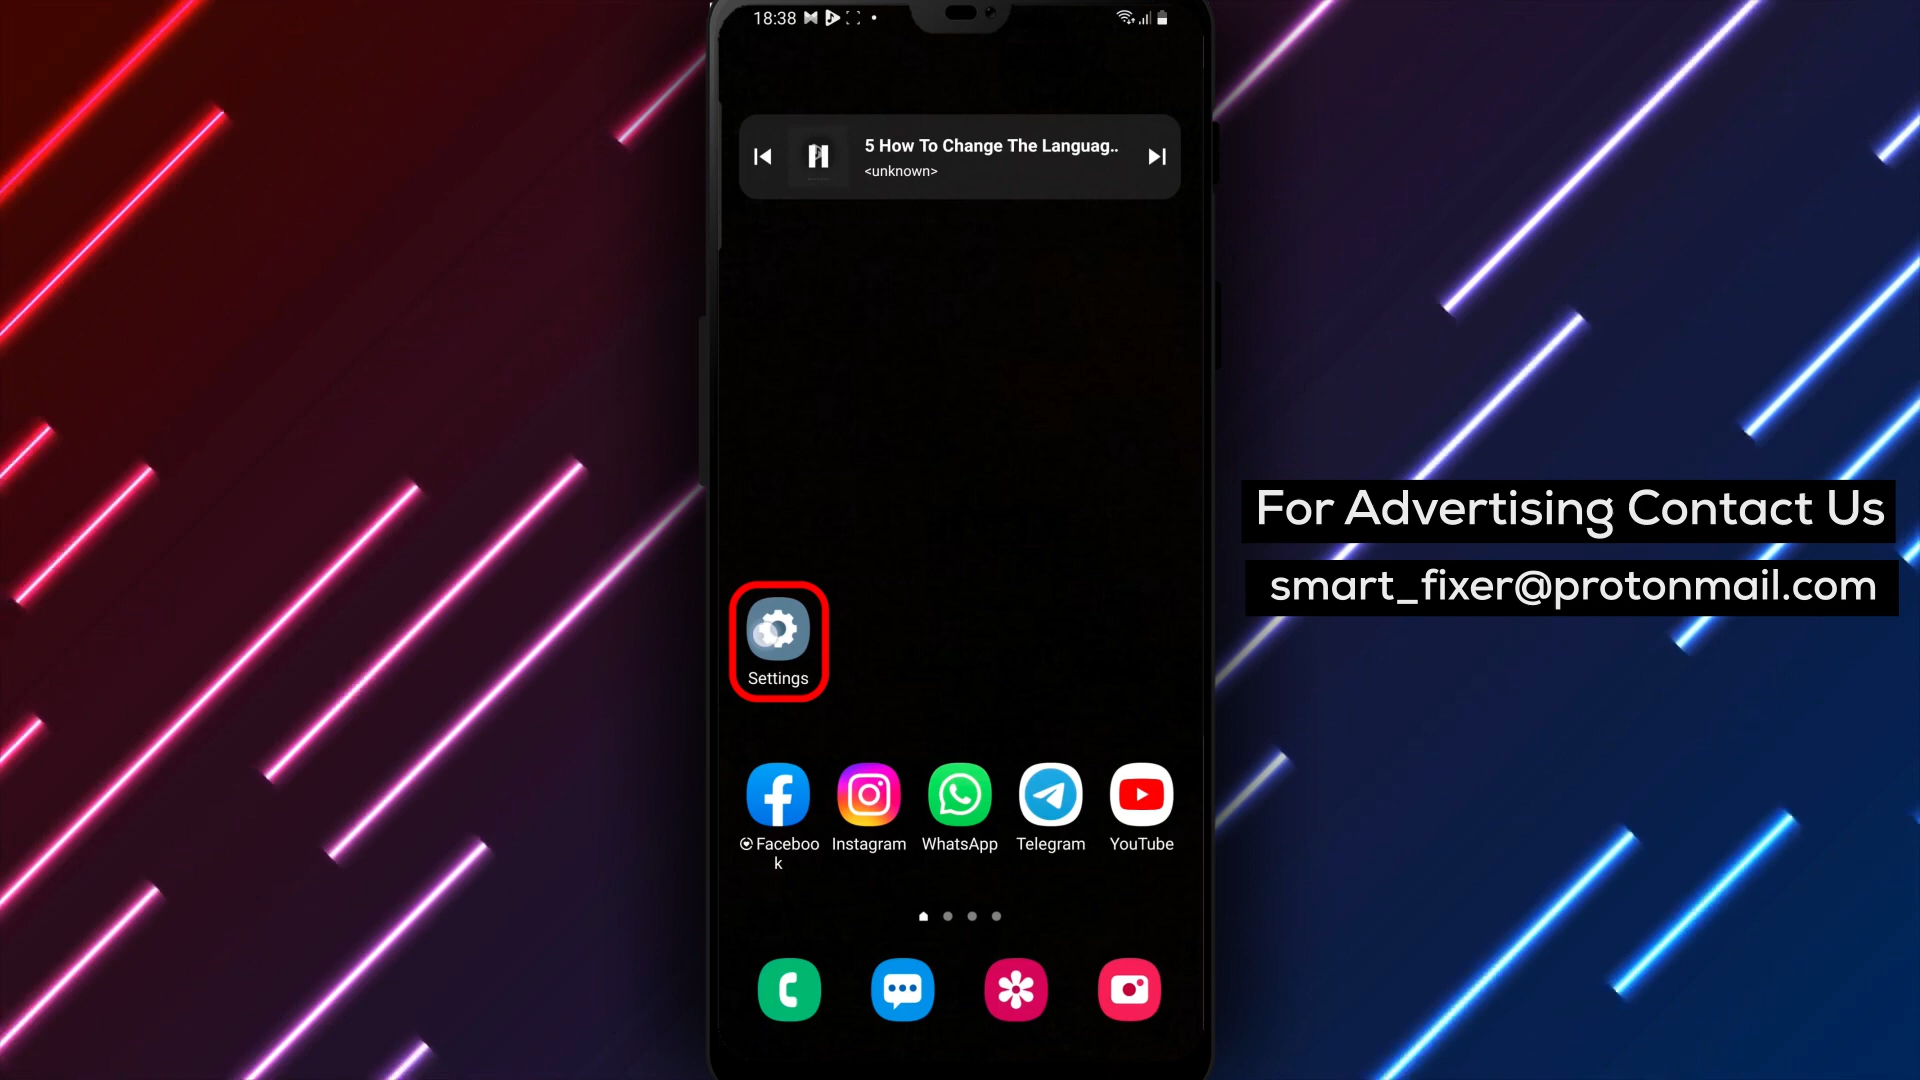 18:38
5 How To Change The Languag..
<unknown>
For Advertising Contact Us
smart_fixer@protonmail.com
Settings
Faceboo
k
Instagram
WhatsApp
Telegram
YouTube